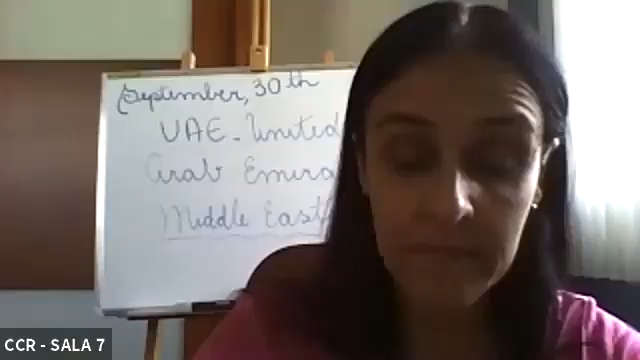 September, 30th
UAE - United
Arab Emira
Middle East
CCR - SALA 7